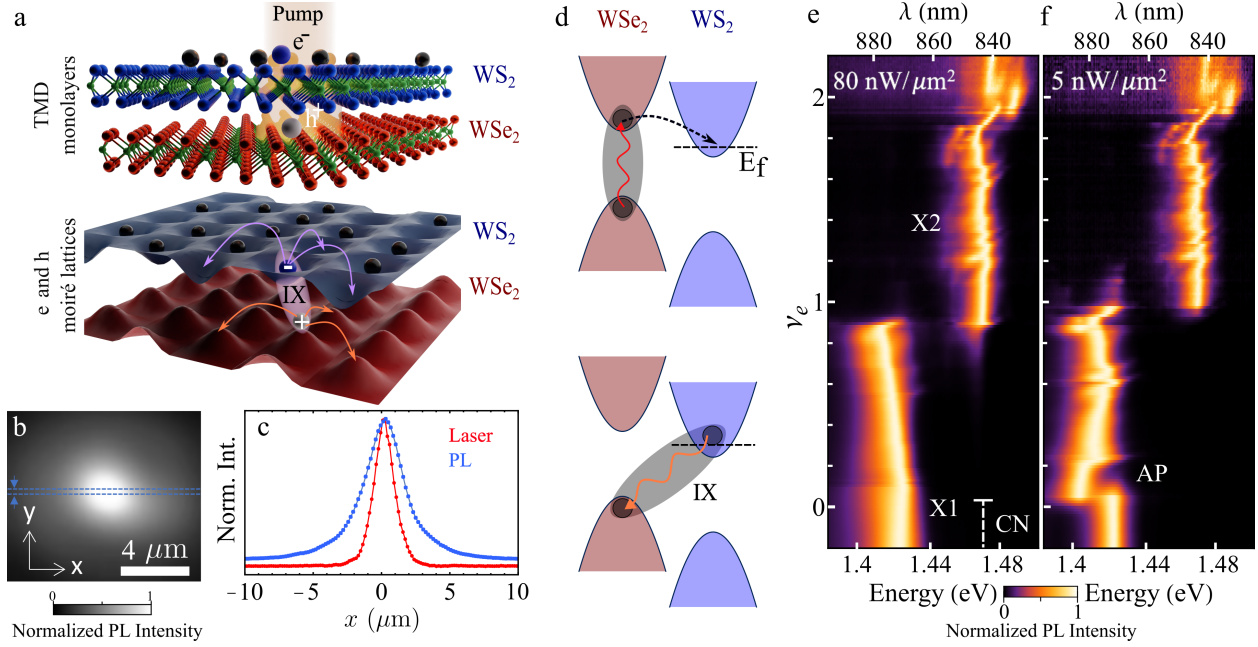 a
Pump
e⁻
h
TMD
monolayers
WS₂
WSe₂
e and h
moiré lattices
WS₂
WSe₂
-
IX
+
b
y
x
4 μm
0
1
Normalized PL Intensity
c
Laser
PL
Norm. Int.
−10
−5
0
5
10
x (μm)
d
WSe₂
WS₂
E_f
IX
e
λ (nm)
880
860
840
80 nW/μm²
X2
X1
CN
ν_e
2
1
0
1.4
1.44
1.48
Energy (eV)
f
λ (nm)
880
840
5 nW/μm²
AP
1.4
1.44
1.48
Energy (eV)
0
1
Normalized PL Intensity